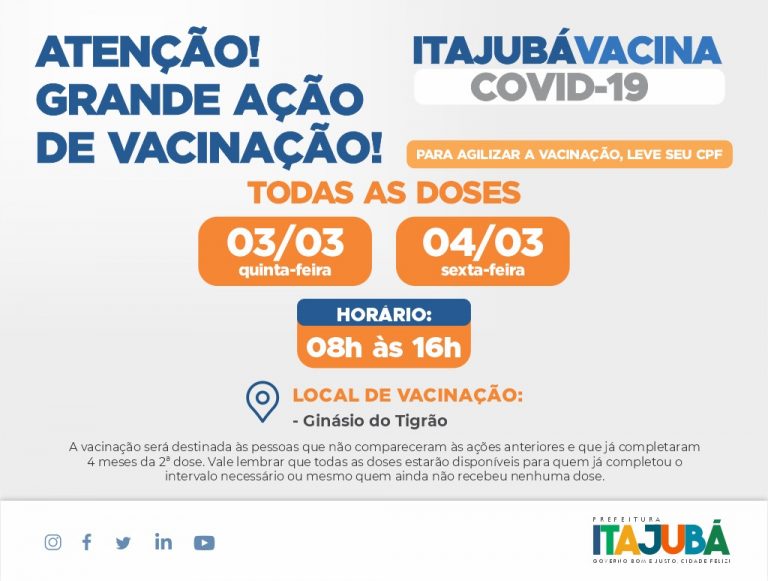 ATENÇÃO!
GRANDE AÇÃO
DE VACINAÇÃO!
ITAJUBÁVACINA
COVID-19
PARA AGILIZAR A VACINAÇÃO, LEVE SEU CPF
TODAS AS DOSES
03/03
quinta-feira
04/03
sexta-feira
HORÁRIO:
08h às 16h
LOCAL DE VACINAÇÃO:
- Ginásio do Tigrão
A vacinação será destinada às pessoas que não compareceram às ações anteriores e que já completaram
4 meses da 2ª dose. Vale lembrar que todas as doses estarão disponíveis para quem já completou o
intervalo necessário ou mesmo quem ainda não recebeu nenhuma dose.
PREFEITURA
ITAJUBÁ
GOVERNO BOM E JUSTO, CIDADE FELIZ!